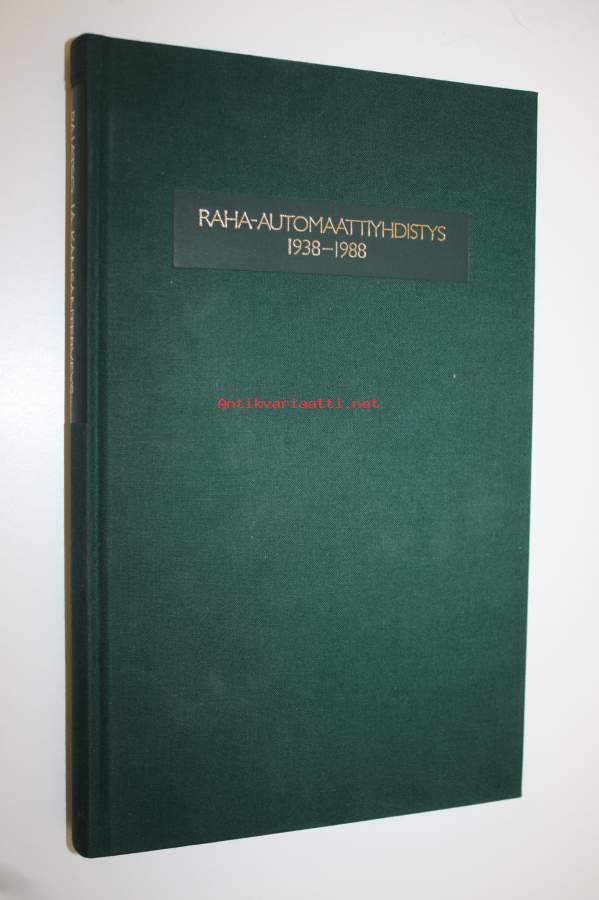 RAHA-AUTOMAATTIYHDISTYS
1938–1988
Antikvariaatti.net